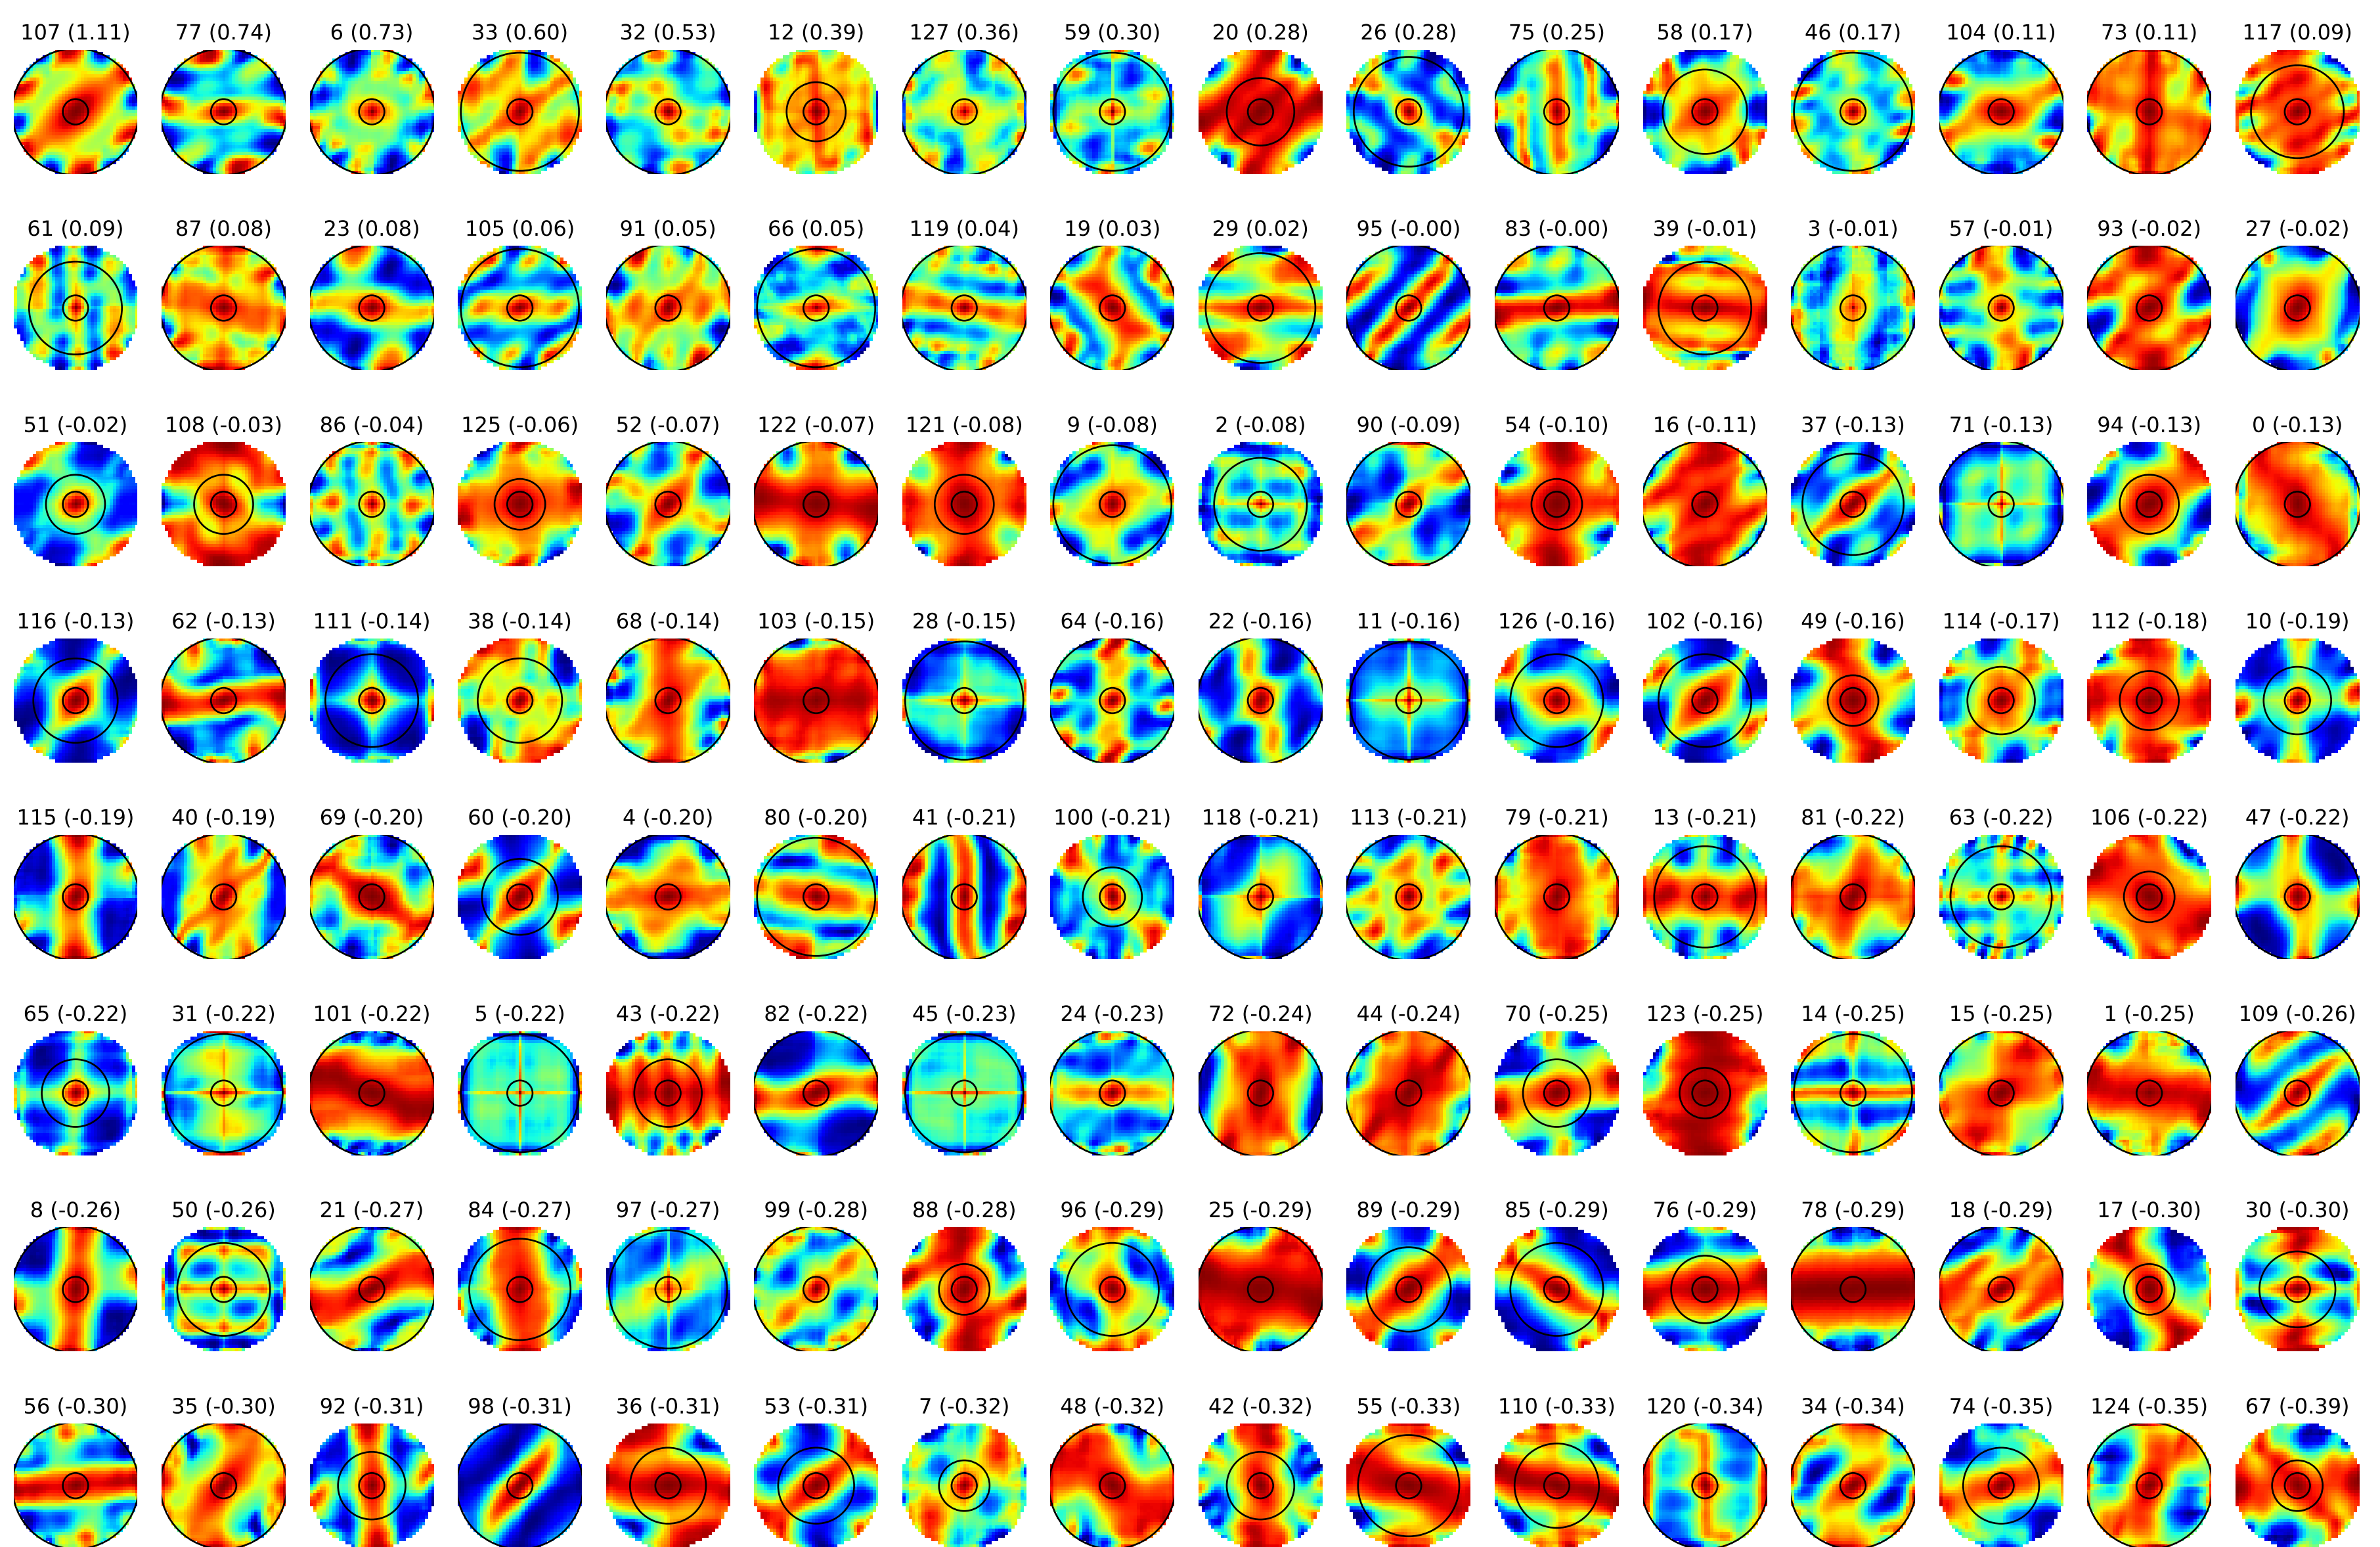 107 (1.11) 77 (0.74) 6 (0.73) 33 (0.60) 32 (0.53) 12 (0.39) 127 (0.36) 59 (0.30) 20 (0.28) 26 (0.28) 75 (0.25) 58 (0.17) 46 (0.17) 104 (0.11) 73 (0.11) 117 (0.09)
61 (0.09) 87 (0.08) 23 (0.08) 105 (0.06) 91 (0.05) 66 (0.05) 119 (0.04) 19 (0.03) 29 (0.02) 95 (-0.00) 83 (-0.00) 39 (-0.01) 3 (-0.01) 57 (-0.01) 93 (-0.02) 27 (-0.02)
51 (-0.02) 108 (-0.03) 86 (-0.04) 125 (-0.06) 52 (-0.07) 122 (-0.07) 121 (-0.08) 9 (-0.08) 2 (-0.08) 90 (-0.09) 54 (-0.10) 16 (-0.11) 37 (-0.13) 71 (-0.13) 94 (-0.13) 0 (-0.13)
116 (-0.13) 62 (-0.13) 111 (-0.14) 38 (-0.14) 68 (-0.14) 103 (-0.15) 28 (-0.15) 64 (-0.16) 22 (-0.16) 11 (-0.16) 126 (-0.16) 102 (-0.16) 49 (-0.16) 114 (-0.17) 112 (-0.18) 10 (-0.19)
115 (-0.19) 40 (-0.19) 69 (-0.20) 60 (-0.20) 4 (-0.20) 80 (-0.20) 41 (-0.21) 100 (-0.21) 118 (-0.21) 113 (-0.21) 79 (-0.21) 13 (-0.21) 81 (-0.22) 63 (-0.22) 106 (-0.22) 47 (-0.22)
65 (-0.22) 31 (-0.22) 101 (-0.22) 5 (-0.22) 43 (-0.22) 82 (-0.22) 45 (-0.23) 24 (-0.23) 72 (-0.24) 44 (-0.24) 70 (-0.25) 123 (-0.25) 14 (-0.25) 15 (-0.25) 1 (-0.25) 109 (-0.26)
8 (-0.26) 50 (-0.26) 21 (-0.27) 84 (-0.27) 97 (-0.27) 99 (-0.28) 88 (-0.28) 96 (-0.29) 25 (-0.29) 89 (-0.29) 85 (-0.29) 76 (-0.29) 78 (-0.29) 18 (-0.29) 17 (-0.30) 30 (-0.30)
56 (-0.30) 35 (-0.30) 92 (-0.31) 98 (-0.31) 36 (-0.31) 53 (-0.31) 7 (-0.32) 48 (-0.32) 42 (-0.32) 55 (-0.33) 110 (-0.33) 120 (-0.34) 34 (-0.34) 74 (-0.35) 124 (-0.35) 67 (-0.39)